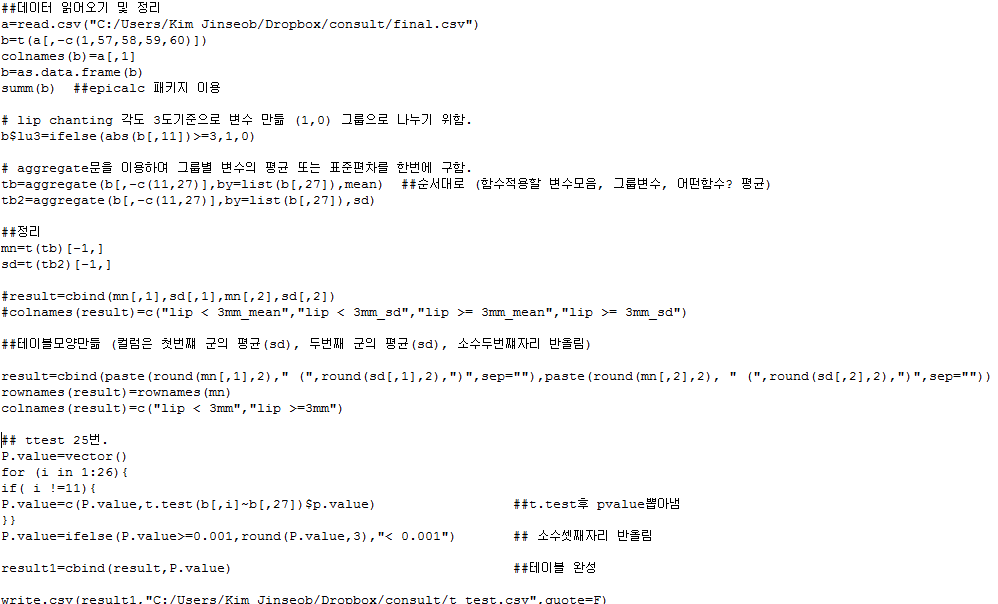 ##데이터 읽어오기 및 정리
a=read.csv("C:/Users/Kim Jinseob/Dropbox/consult/final.csv")
b=t(a[,-c(1,57,58,59,60)])
colnames(b)=a[,1]
b=as.data.frame(b)
summ(b)  ##epicalc 패키지 이용
# lip chanting 각도 3도기준으로 변수 만듦 (1,0) 그룹으로 나누기 위함.
b$lu3=ifelse(abs(b[,11])>=3,1,0)
# aggregate문을 이용하여 그룹별 변수의 평균 또는 표준편차를 한번에 구함.
tb=aggregate(b[,-c(11,27)],by=list(b[,27]),mean)  ##순서대로 (함수적용할 변수모음, 그룹변수, 어떤함수? 평균)
tb2=aggregate(b[,-c(11,27)],by=list(b[,27]),sd)
##정리
mn=t(tb)[-1,]
sd=t(tb2)[-1,]
#result=cbind(mn[,1],sd[,1],mn[,2],sd[,2])
#colnames(result)=c("lip < 3mm_mean","lip < 3mm_sd","lip >= 3mm_mean","lip >= 3mm_sd")
##테이블모양만듦 (컬럼은 첫번째 군의 평균(sd), 두번째 군의 평균(sd), 소수두번째자리 반올림)
result=cbind(paste(round(mn[,1],2)," (",round(sd[,1],2),")",sep=""),paste(round(mn[,2],2), " (",round(sd[,2],2),")",sep=""))
rownames(result)=rownames(mn)
colnames(result)=c("lip < 3mm","lip >=3mm")
## ttest 25번.
P.value=vector()
for (i in 1:26){
if( i !=11){
P.value=c(P.value,t.test(b[,i]~b[,27])$p.value)  ##t.test후 pvalue뽑아냄
}}
P.value=ifelse(P.value>=0.001,round(P.value,3),"< 0.001")  ## 소수셋째자리 반올림
result1=cbind(result,P.value)  ##테이블 완성
write.csv(result1,"C:/Users/Kim Jinseob/Dropbox/consult/t_test.csv",quote=F)